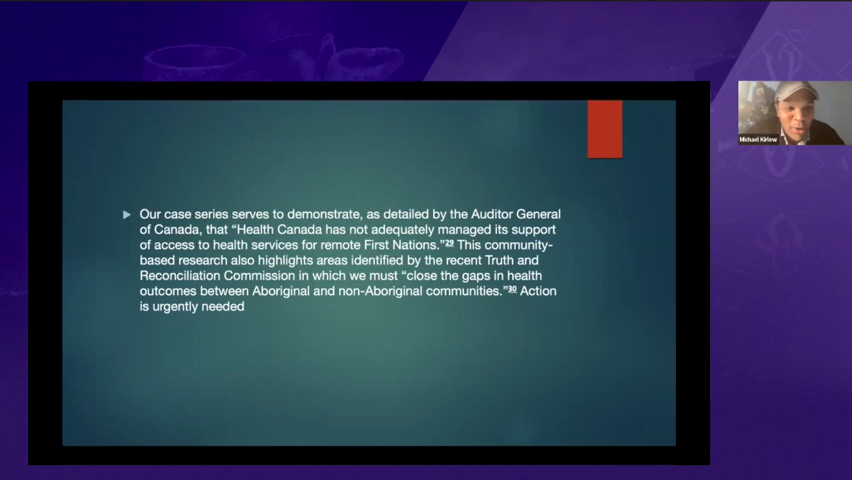 Our case series serves to demonstrate, as detailed by the Auditor General
of Canada, that “Health Canada has not adequately managed its support
of access to health services for remote First Nations.”29 This community-
based research also highlights areas identified by the recent Truth and
Reconciliation Commission in which we must “close the gaps in health
outcomes between Aboriginal and non-Aboriginal communities.”30 Action
is urgently needed
Michael Kirlew